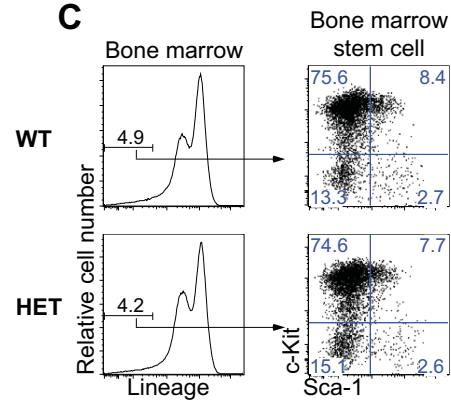 C
Bone marrow
Bone marrow
stem cell
WT
4.9
75.6
8.4
13.3
2.7
HET
4.2
74.6
7.7
15.1
2.6
Relative cell number
Lineage
c-Kit
Sca-1